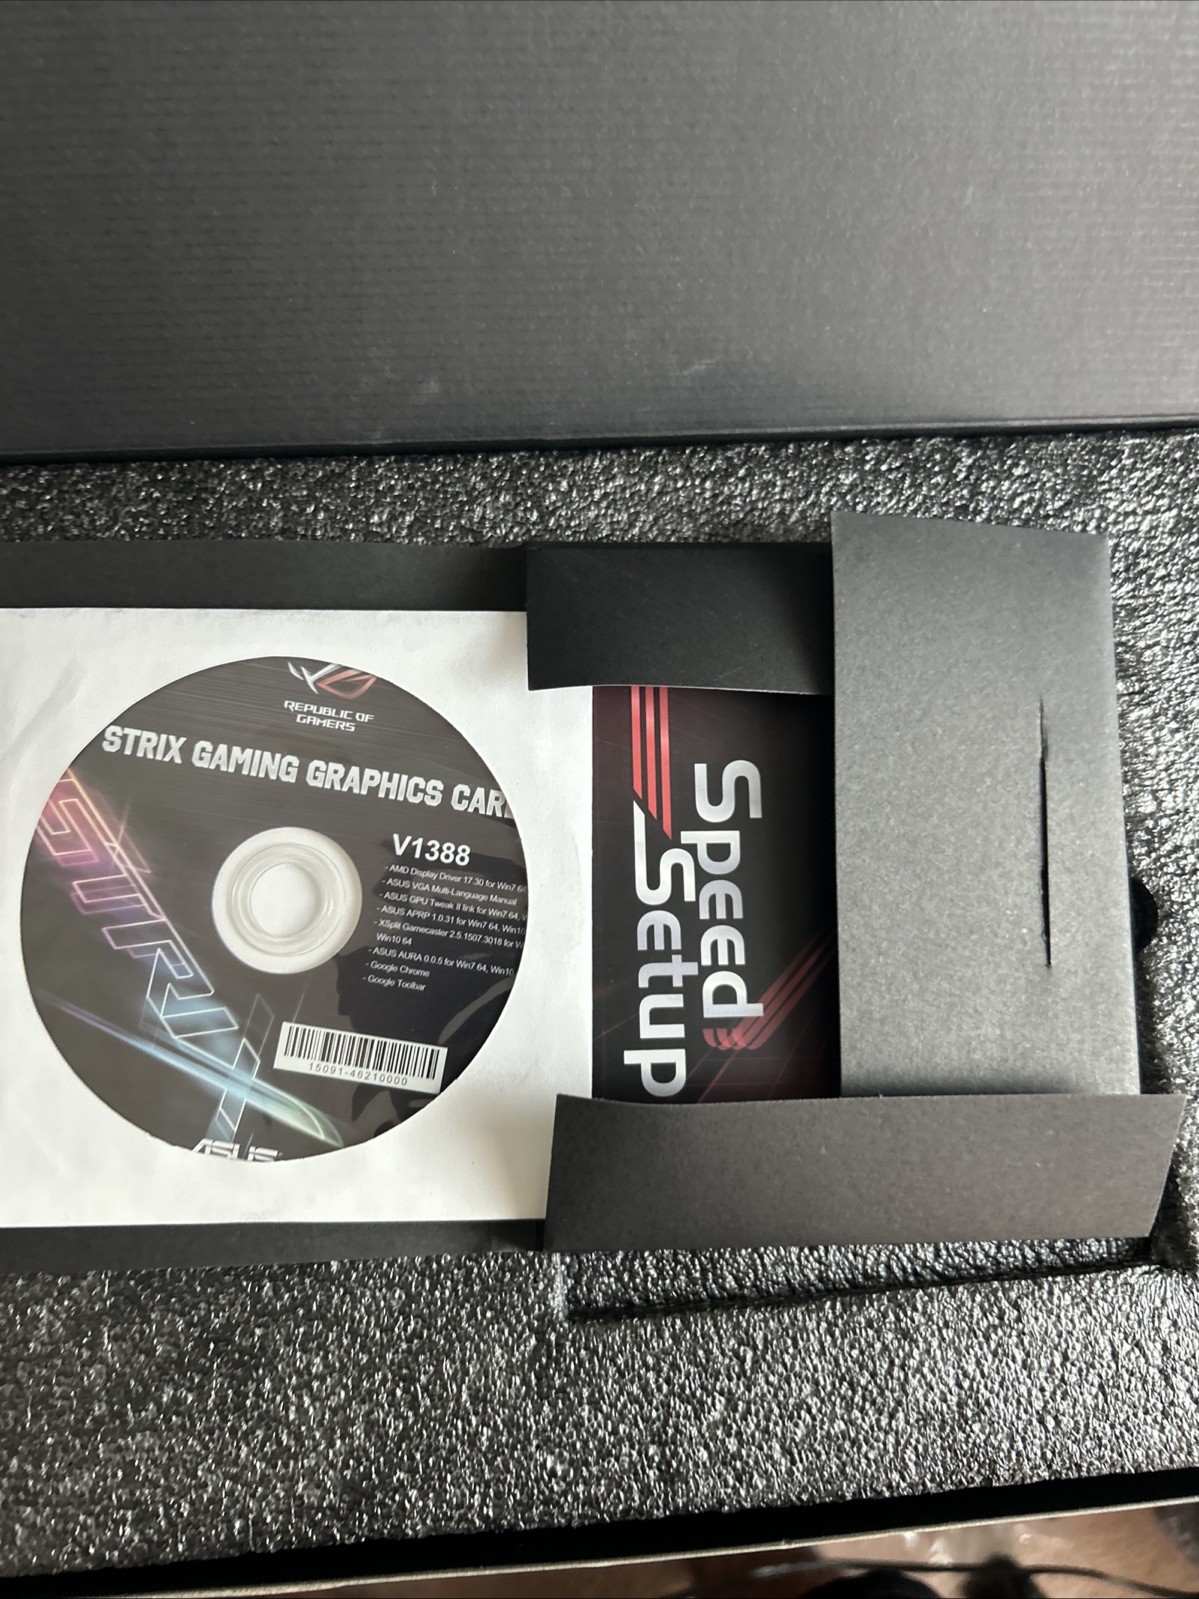 REPUBLIC OF
GAMERS
STRIX GAMING GRAPHICS CAR
V1388
- AMD Display Driver 17.30 for Win7 64
- ASUS VGA Multi-Language Manual
- ASUS GPU Tweak II link for Win7 64,
- ASUS APRP 1.0.31 for Win7 64, Win10
- XSplit Gamecaster 2.5.1507.3018 for
Win10 64
- ASUS AURA 0.0.5 for Win7 64, Win10
- Google Chrome
- Google Toolbar
15091-46210000
STRIX
ASUS
Speed
Setup